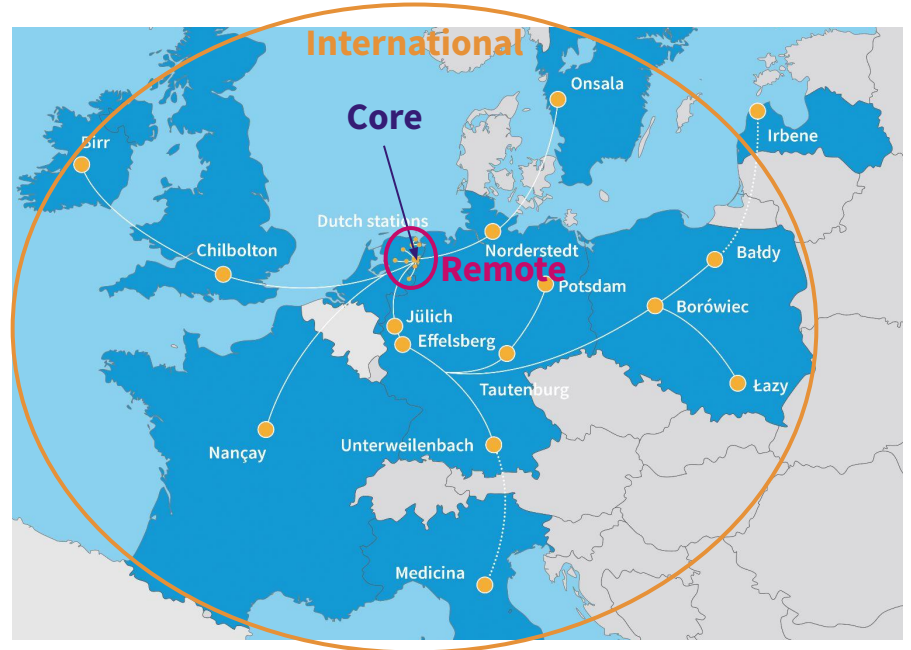 International
Onsala
Core
Irbene
Birr
Dutch stations
Chilbolton
Norderstedt
Bałdy
Remote
Potsdam
Borówiec
Jülich
Effelsberg
Tautenburg
Łazy
Unterweilenbach
Nançay
Medicina